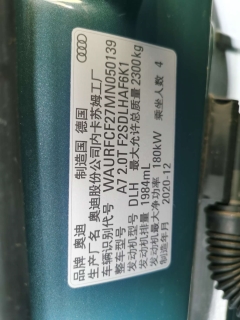 品牌 奥迪 制造国 德国
生产厂名 奥迪股份公司内卡苏姆工厂
车辆识别代号 WAURFCF27MN050139
整车型号 A7 2.0T F2SDLHAF6K1
发动机型号 DLH 最大允许总质量 2300kg
发动机排量 1984mL
发动机最大净功率 180kW 乘坐人数 4
制造年月 2020-12